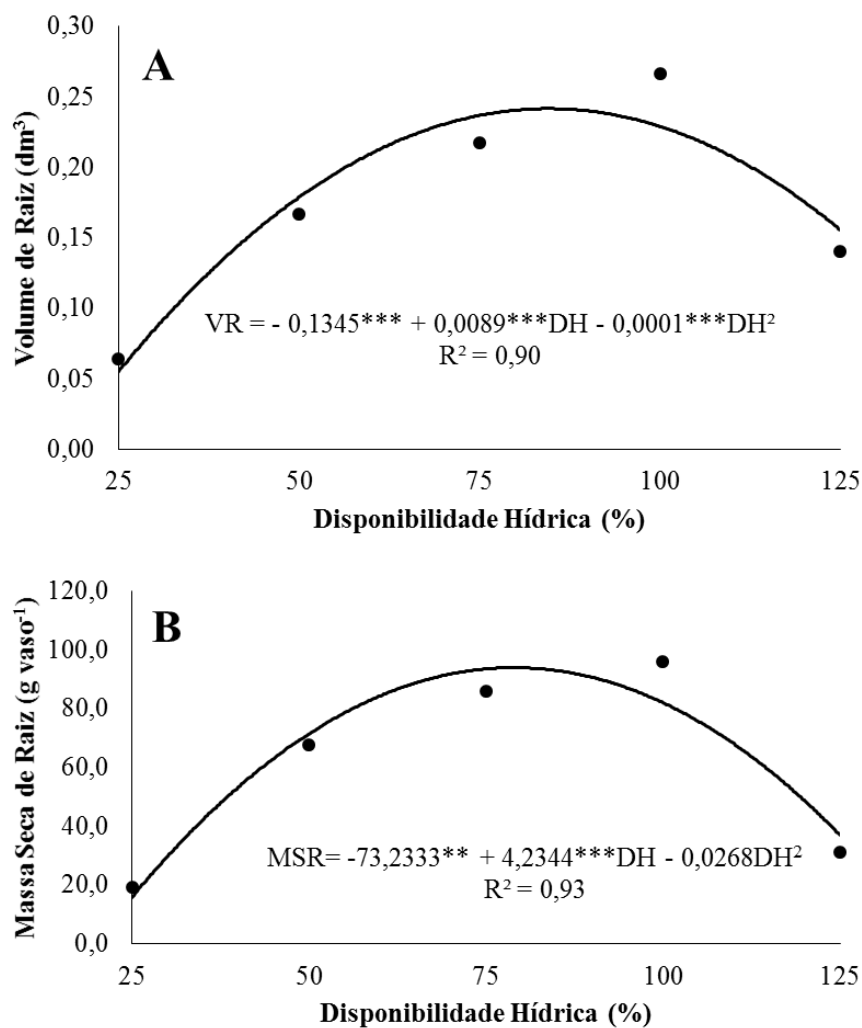 A
Volume de Raiz (dm³)
0,30
0,25
0,20
0,15
0,10
0,05
0,00
VR = - 0,1345*** + 0,0089***DH - 0,0001***DH²
R² = 0,90
25 50 75 100 125
Disponibilidade Hídrica (%)
B
Massa Seca de Raiz (g vaso⁻¹)
120,0
100,0
80,0
60,0
40,0
20,0
0,0
MSR= -73,2333** + 4,2344***DH - 0,0268DH²
R² = 0,93
25 50 75 100 125
Disponibilidade Hídrica (%)